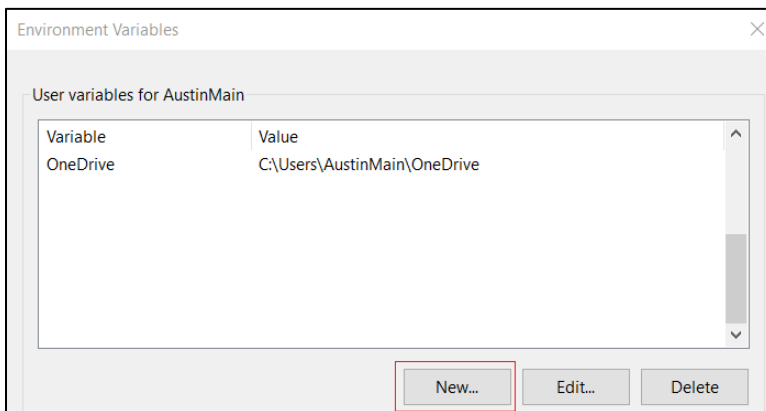 Environment Variables
User variables for AustinMain
Variable Value
OneDrive C:\Users\AustinMain\OneDrive
New... Edit... Delete